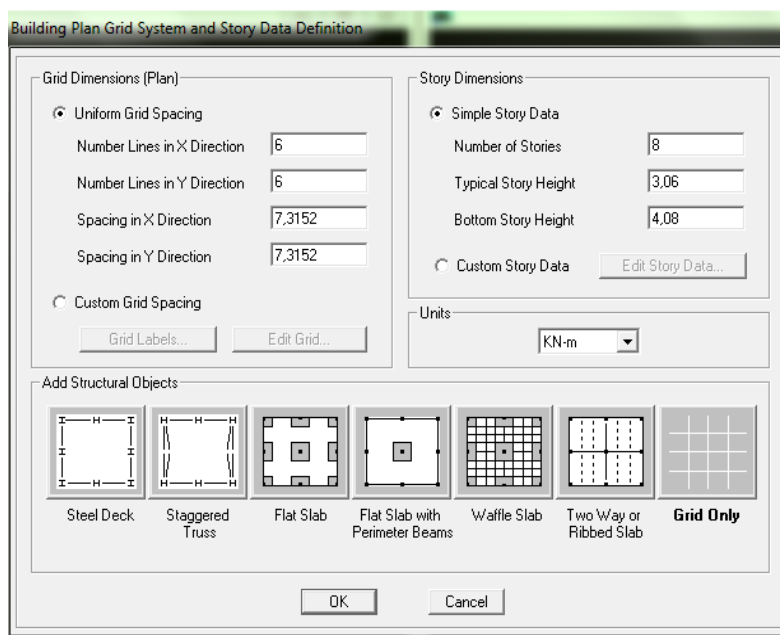 Building Plan Grid System and Story Data Definition
Grid Dimensions (Plan)
Uniform Grid Spacing
Number Lines in X Direction 6
Number Lines in Y Direction 6
Spacing in X Direction 7,3152
Spacing in Y Direction 7,3152
Custom Grid Spacing
Grid Labels... Edit Grid...
Story Dimensions
Simple Story Data
Number of Stories 8
Typical Story Height 3,06
Bottom Story Height 4,08
Custom Story Data Edit Story Data...
Units
KN-m
Add Structural Objects
Steel Deck
Staggered
Truss
Flat Slab
Flat Slab with
Perimeter Beams
Waffle Slab
Two Way or
Ribbed Slab
Grid Only
OK Cancel